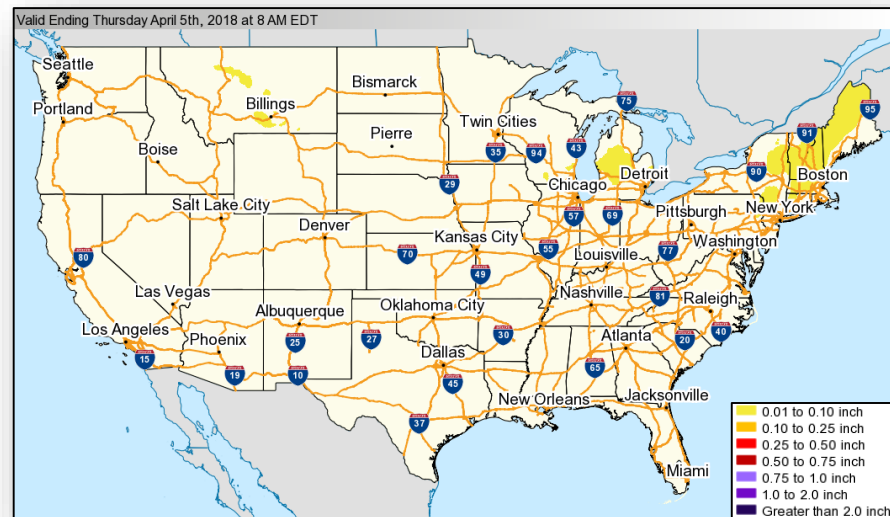 Valid Ending Thursday April 5th, 2018 at 8 AM EDT
Seattle
Portland
Billings
Bismarck
Twin Cities
75
95
91
Boise
Pierre
35
94
43
90
Boston
Detroit
29
Chicago
Salt Lake City
57
69
New York
Pittsburgh
Denver
Kansas City
Washington
80
70
55
77
Louisville
49
Las Vegas
Nashville
81
Raleigh
Albuquerque
Oklahoma City
Los Angeles
Phoenix
25
27
30
Atlanta
20
40
15
Dallas
19
10
45
65
New Orleans
Jacksonville
37
Miami
0.01 to 0.10 inch
0.10 to 0.25 inch
0.25 to 0.50 inch
0.50 to 0.75 inch
0.75 to 1.0 inch
1.0 to 2.0 inch
Greater than 2.0 inch